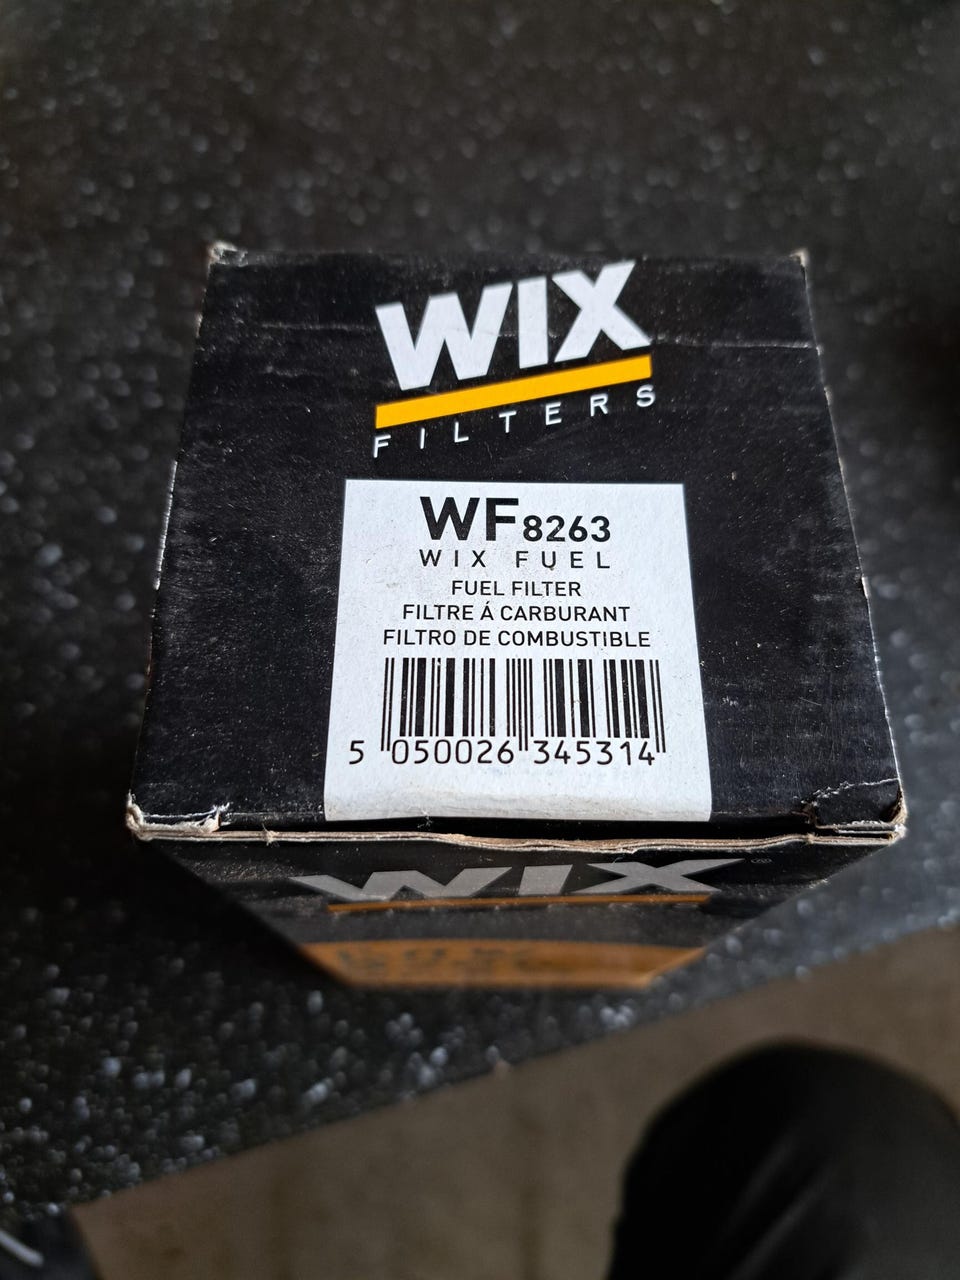 WIX
FILTERS
WF8263
WIX FUEL
FUEL FILTER
FILTRE Á CARBURANT
FILTRO DE COMBUSTIBLE
5 050026 345314
WIX®